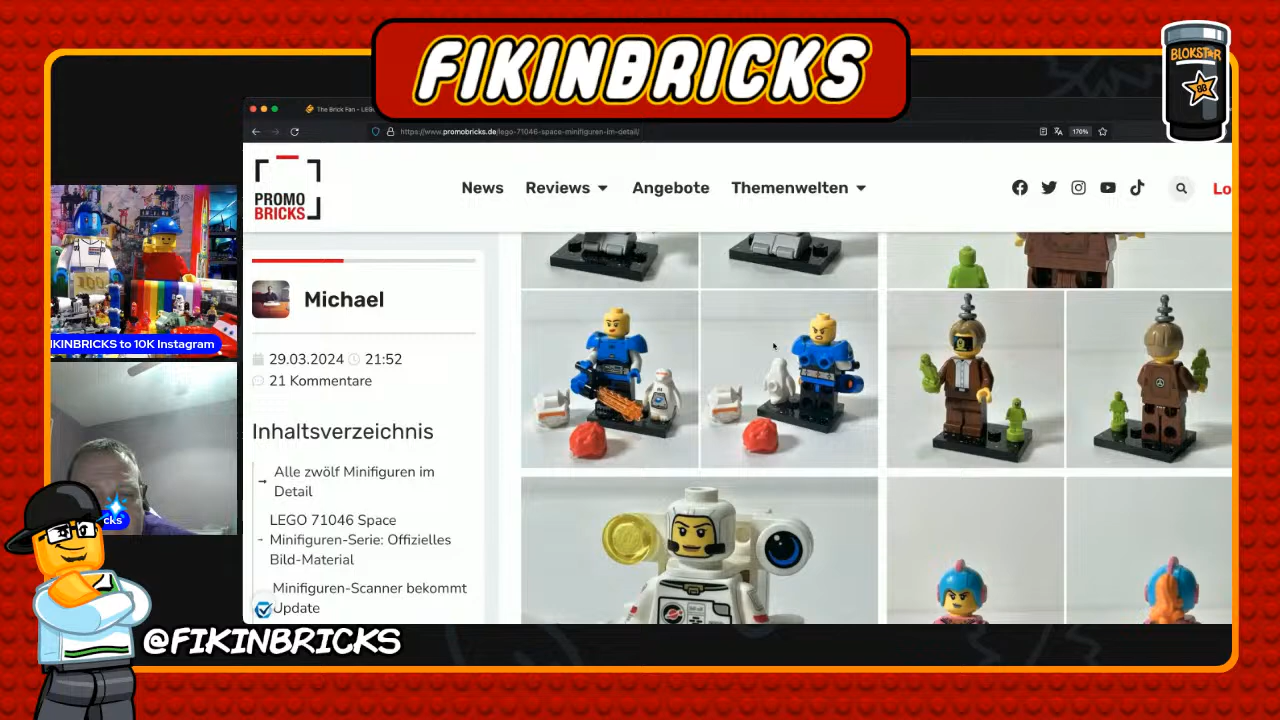 FIKINBRICKS
BLOKSTAR
The Brick Fan - LEG
https://www.promobricks.de/lego-71046-space-minifiguren-im-detail/
176%
PROMO
BRICKS
News
Reviews
Angebote
Themenwelten
Lo
Michael
29.03.2024
21:52
21 Kommentare
Inhaltsverzeichnis
Alle zwölf Minifiguren im
Detail
LEGO 71046 Space
Minifiguren-Serie: Offizielles
Bild-Material
Minifiguren-Scanner bekommt
Update
IKINBRICKS to 10K Instagram
cks
@FIKINBRICKS